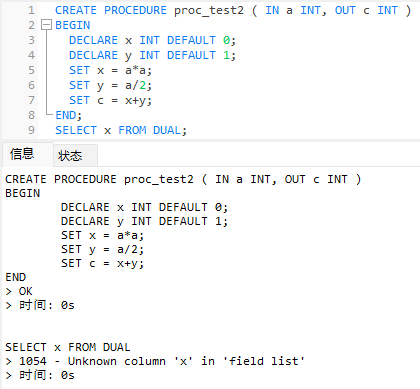 1 CREATE PROCEDURE proc_test2 ( IN a INT, OUT c INT )
2 BEGIN
3 DECLARE x INT DEFAULT 0;
4 DECLARE y INT DEFAULT 1;
5 SET x = a*a;
6 SET y = a/2;
7 SET c = x+y;
8 END;
9 SELECT x FROM DUAL;
信息 状态
CREATE PROCEDURE proc_test2 ( IN a INT, OUT c INT )
BEGIN
DECLARE x INT DEFAULT 0;
DECLARE y INT DEFAULT 1;
SET x = a*a;
SET y = a/2;
SET c = x+y;
END
> OK
> 时间: 0s
SELECT x FROM DUAL
> 1054 - Unknown column 'x' in 'field list'
> 时间: 0s